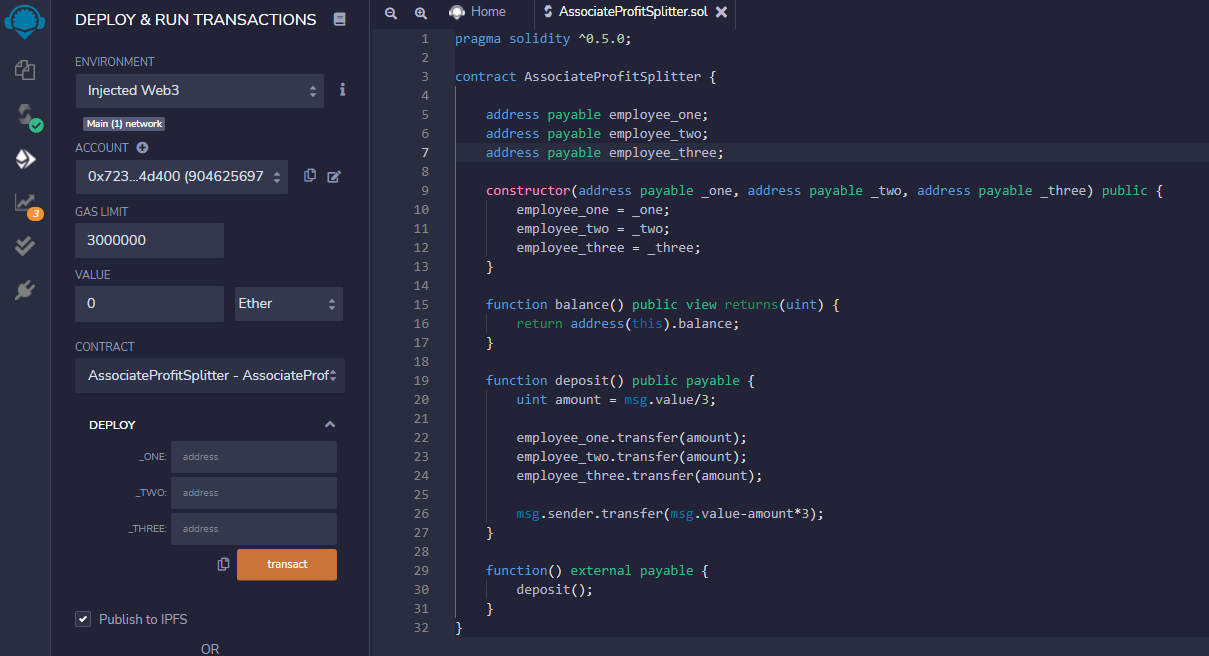 DEPLOY & RUN TRANSACTIONS
ENVIRONMENT
Injected Web3
i
Main (1) network
ACCOUNT
0x723...4d400 (904625697
GAS LIMIT
3000000
3
VALUE
0
Ether
CONTRACT
AssociateProfitSplitter - AssociateProf
DEPLOY
_ONE:
address
_TWO:
address
_THREE:
address
transact
Publish to IPFS
OR
Home
AssociateProfitSplitter.sol
1 pragma solidity ^0.5.0;
2
3 contract AssociateProfitSplitter {
4
5 address payable employee_one;
6 address payable employee_two;
7 address payable employee_three;
8
9 constructor(address payable _one, address payable _two, address payable _three) public {
10 employee_one = _one;
11 employee_two = _two;
12 employee_three = _three;
13 }
14
15 function balance() public view returns(uint) {
16 return address(this).balance;
17 }
18
19 function deposit() public payable {
20 uint amount = msg.value/3;
21
22 employee_one.transfer(amount);
23 employee_two.transfer(amount);
24 employee_three.transfer(amount);
25
26 msg.sender.transfer(msg.value-amount*3);
27 }
28
29 function() external payable {
30 deposit();
31 }
32 }